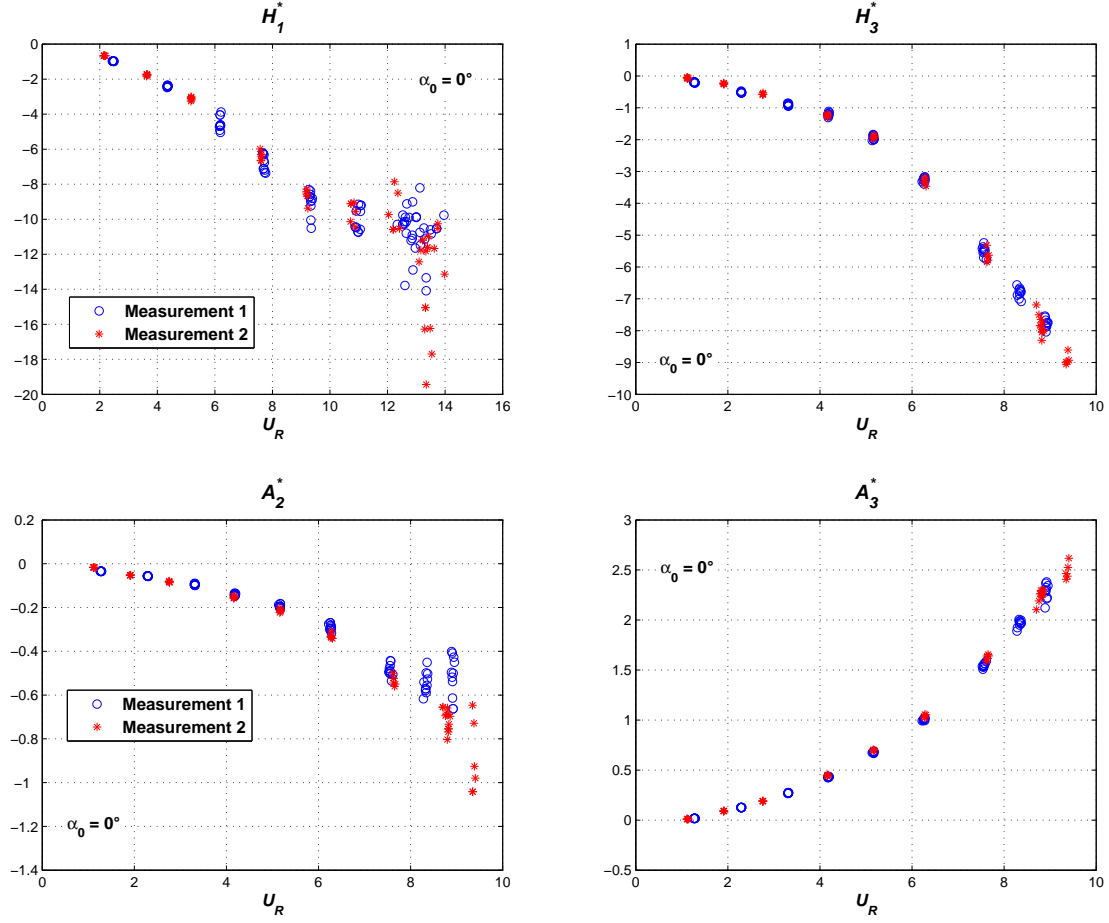 H₁*
0
−2
−4
−6
−8
−10
−12
−14
−16
−18
−20
α₀ = 0°
Measurement 1
Measurement 2
0 2 4 6 8 10 12 14 16
U_R
H₃*
1
0
−1
−2
−3
−4
−5
−6
−7
−8
−9
−10
α₀ = 0°
0 2 4 6 8 10
U_R
A₂*
0.2
0
−0.2
−0.4
−0.6
−0.8
−1
−1.2
−1.4
Measurement 1
Measurement 2
α₀ = 0°
0 2 4 6 8 10
U_R
A₃*
3
2.5
2
1.5
1
0.5
0
−0.5
α₀ = 0°
0 2 4 6 8 10
U_R